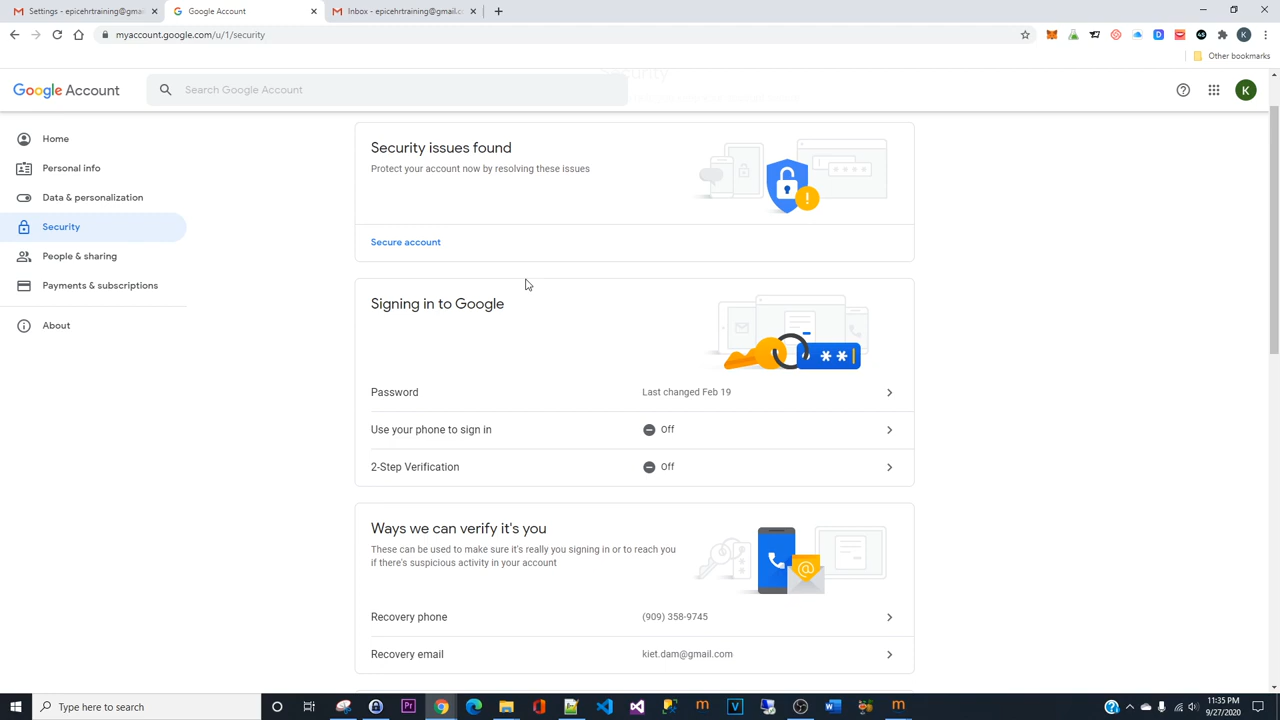 Settings - epicehrtraining@gmai
Google Account
Inbox - epicehrtraining@gmail.c
myaccount.google.com/u/1/security
K
Other bookmarks
Google Account
Search Google Account
K
Home
Personal info
Data & personalization
Security
People & sharing
Payments & subscriptions
About
Security
Security issues found
Protect your account now by resolving these issues
Secure account
Signing in to Google
Password
Last changed Feb 19
Use your phone to sign in
Off
2-Step Verification
Off
Ways we can verify it's you
These can be used to make sure it's really you signing in or to reach you
if there's suspicious activity in your account
Recovery phone
(909) 358-9745
Recovery email
kiet.dam@gmail.com
Type here to search
11:35 PM
9/27/2020